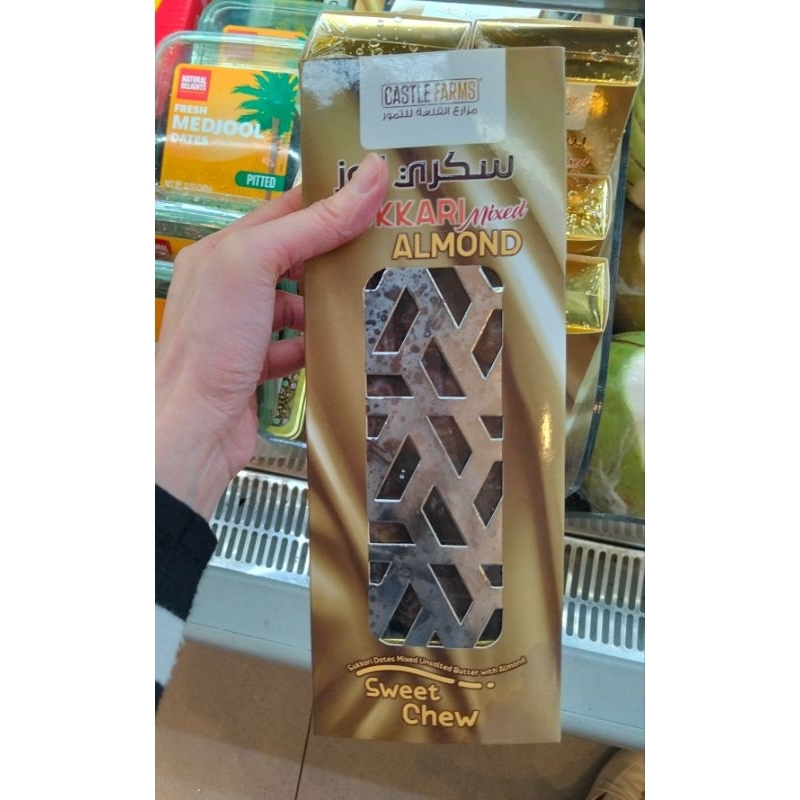 CASTLE FARMS
مزارع القلعة للتمور
سكري
KKARI Mixed
ALMOND
Sukkari Dates Mixed Unsalted Butter with Almond
Sweet
Chew
NATURAL
DELIGHTS
FRESH
MEDJOOL
DATES
PITTED
Mixed